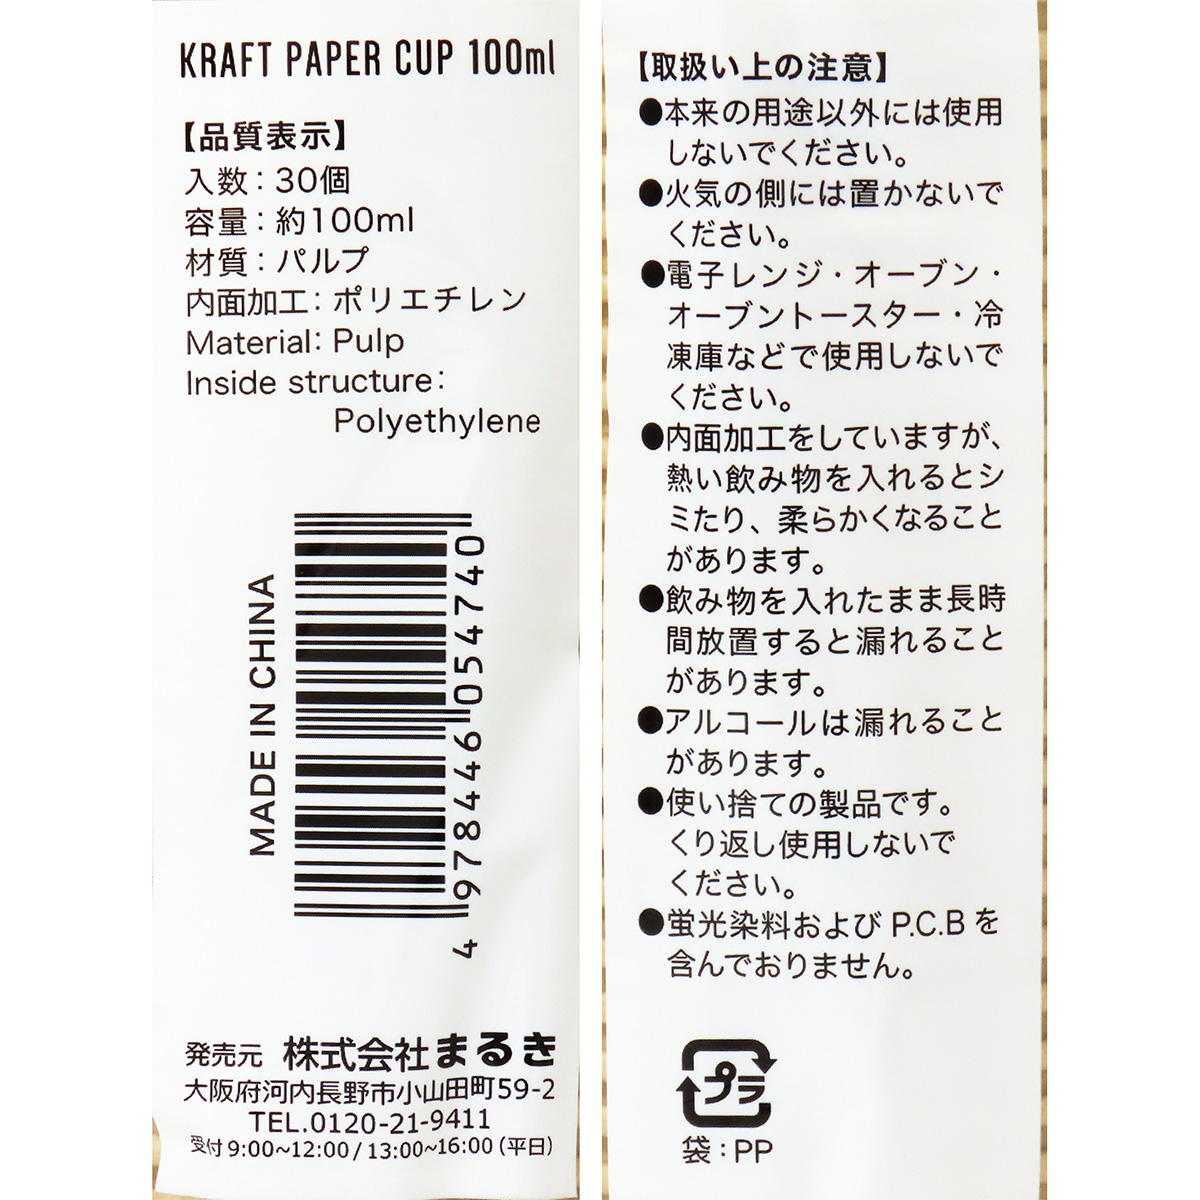 KRAFT PAPER CUP 100ml
【品質表示】
入数：30個
容量：約100ml
材質：パルプ
内面加工：ポリエチレン
Material: Pulp
Inside structure:
Polyethylene
MADE IN CHINA
4 978446 054740
発売元 株式会社まるき
大阪府河内長野市小山田町59-2
TEL.0120-21-9411
受付 9:00~12:00 / 13:00~16:00 (平日)
【取扱い上の注意】
●本来の用途以外には使用
しないでください。
●火気の側には置かないで
ください。
●電子レンジ・オーブン・
オーブントースター・冷
凍庫などで使用しないで
ください。
●内面加工をしていますが、
熱い飲み物を入れるとシ
ミたり、柔らかくなること
があります。
●飲み物を入れたまま長時
間放置すると漏れること
があります。
●アルコールは漏れること
があります。
●使い捨ての製品です。
くり返し使用しないで
ください。
●蛍光染料およびP.C.Bを
含んでおりません。
プラ
袋：PP